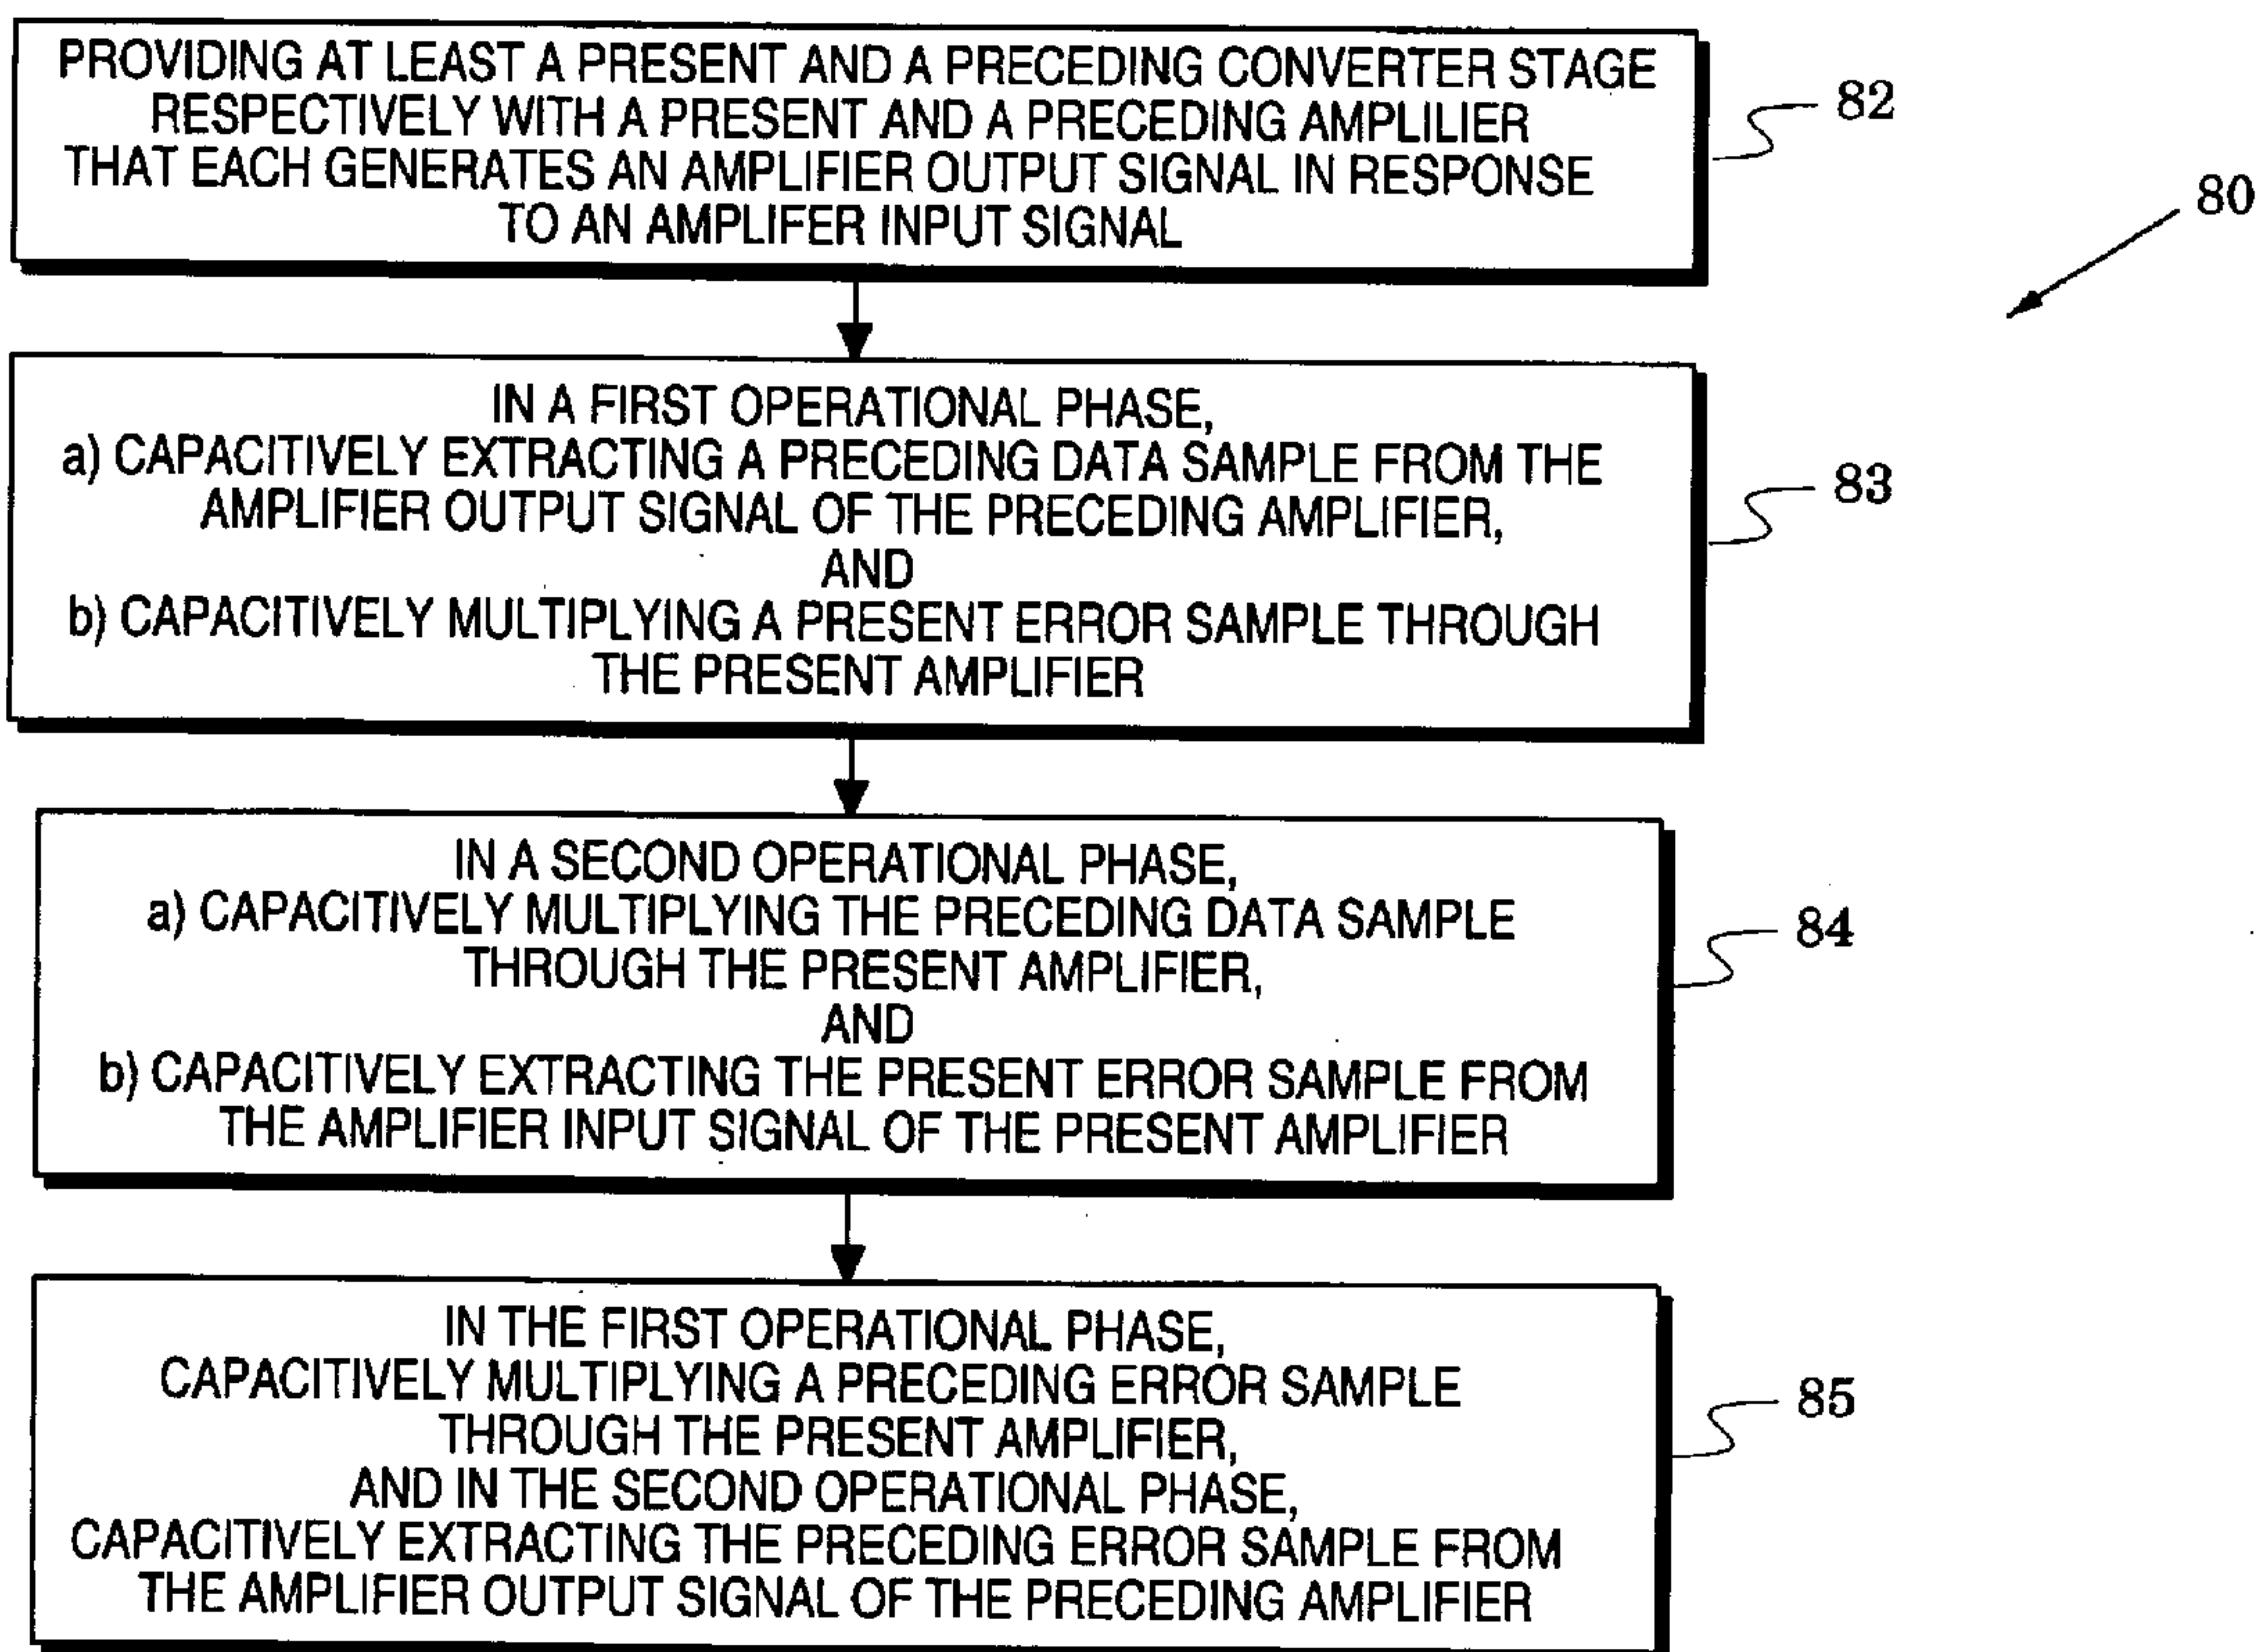 PROVIDING AT LEAST A PRESENT AND A PRECEDING CONVERTER STAGE
RESPECTIVELY WITH A PRESENT AND A PRECEDING AMPLILIER
THAT EACH GENERATES AN AMPLIFIER OUTPUT SIGNAL IN RESPONSE
TO AN AMPLIFER INPUT SIGNAL
82
80
IN A FIRST OPERATIONAL PHASE,
a) CAPACITIVELY EXTRACTING A PRECEDING DATA SAMPLE FROM THE
AMPLIFIER OUTPUT SIGNAL OF THE PRECEDING AMPLIFIER,
AND
b) CAPACITIVELY MULTIPLYING A PRESENT ERROR SAMPLE THROUGH
THE PRESENT AMPLIFIER
83
IN A SECOND OPERATIONAL PHASE,
a) CAPACITIVELY MULTIPLYING THE PRECEDING DATA SAMPLE
THROUGH THE PRESENT AMPLIFIER,
AND
b) CAPACITIVELY EXTRACTING THE PRESENT ERROR SAMPLE FROM
THE AMPLIFIER INPUT SIGNAL OF THE PRESENT AMPLIFIER
84
IN THE FIRST OPERATIONAL PHASE,
CAPACITIVELY MULTIPLYING A PRECEDING ERROR SAMPLE
THROUGH THE PRESENT AMPLIFIER,
AND IN THE SECOND OPERATIONAL PHASE,
CAPACITIVELY EXTRACTING THE PRECEDING ERROR SAMPLE FROM
THE AMPLIFIER OUTPUT SIGNAL OF THE PRECEDING AMPLIFIER
85